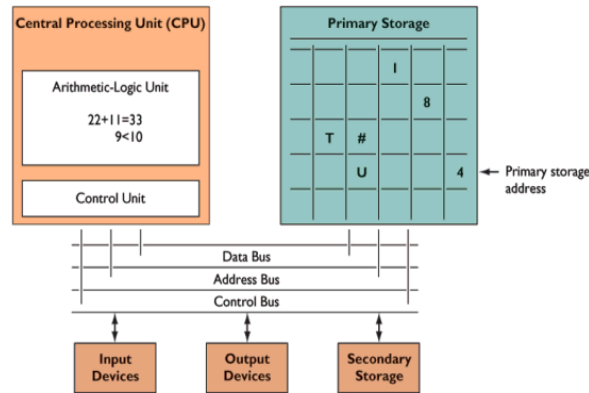 Central Processing Unit (CPU)
Arithmetic-Logic Unit
22+11=33
9<10
Control Unit
Primary Storage
I
8
T #
U 4
Primary storage
address
Data Bus
Address Bus
Control Bus
Input
Devices
Output
Devices
Secondary
Storage